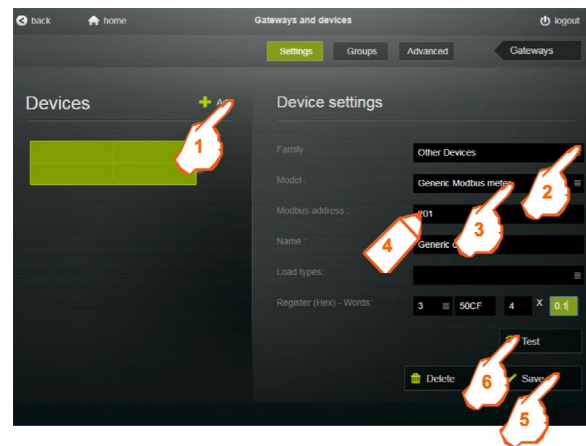 back home Gateways and devices logout
Settings Groups Advanced Gateways
Devices
Device settings
1
Family Other Devices
2
Model : Generic Modbus meter
3
Modbus address :
4
Name : Generic
Load types:
Register (Hex) - Words: 3 50CF 4 X 0.1
Test
6
Delete Save
5